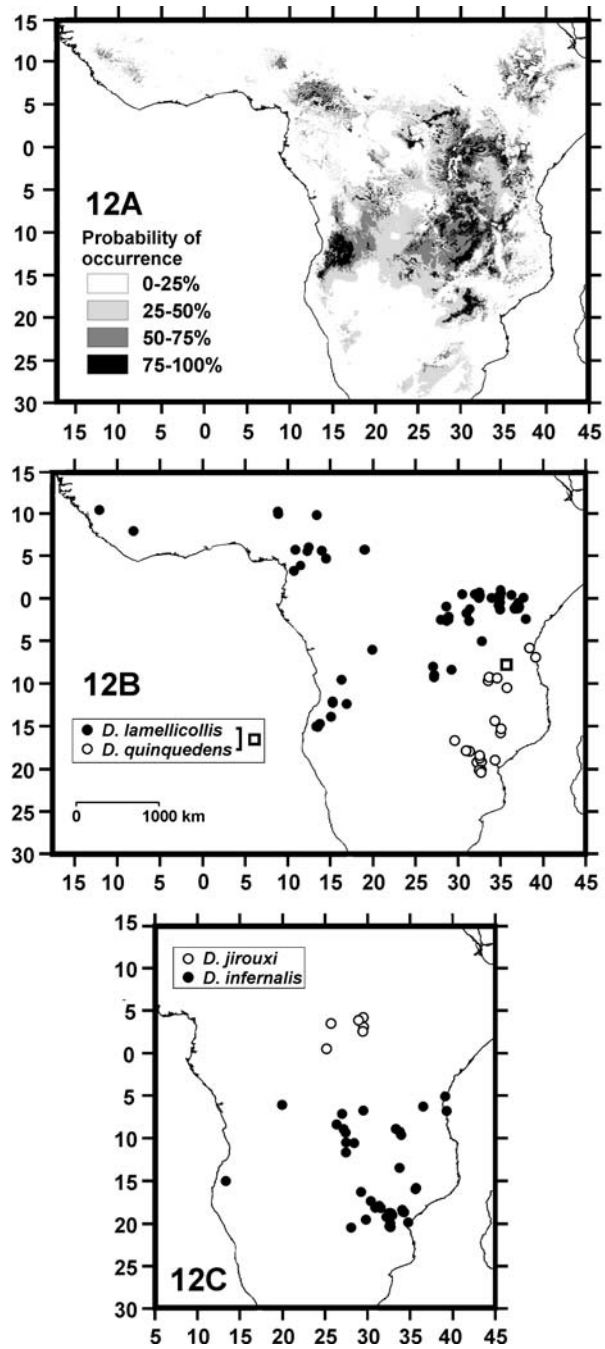 15
10
5
0
5
10
15
20
25
30
12A
Probability of
occurrence
0-25%
25-50%
50-75%
75-100%
15 10 5 0 5 10 15 20 25 30 35 40 45
15
10
5
0
5
10
15
20
25
30
12B
D. lamellicollis
D. quinquedens
0 1000 km
15 10 5 0 5 10 15 20 25 30 35 40 45
15
10
5
0
5
10
15
20
25
30
D. jirouxi
D. infernalis
12C
5 10 15 20 25 30 35 40 45